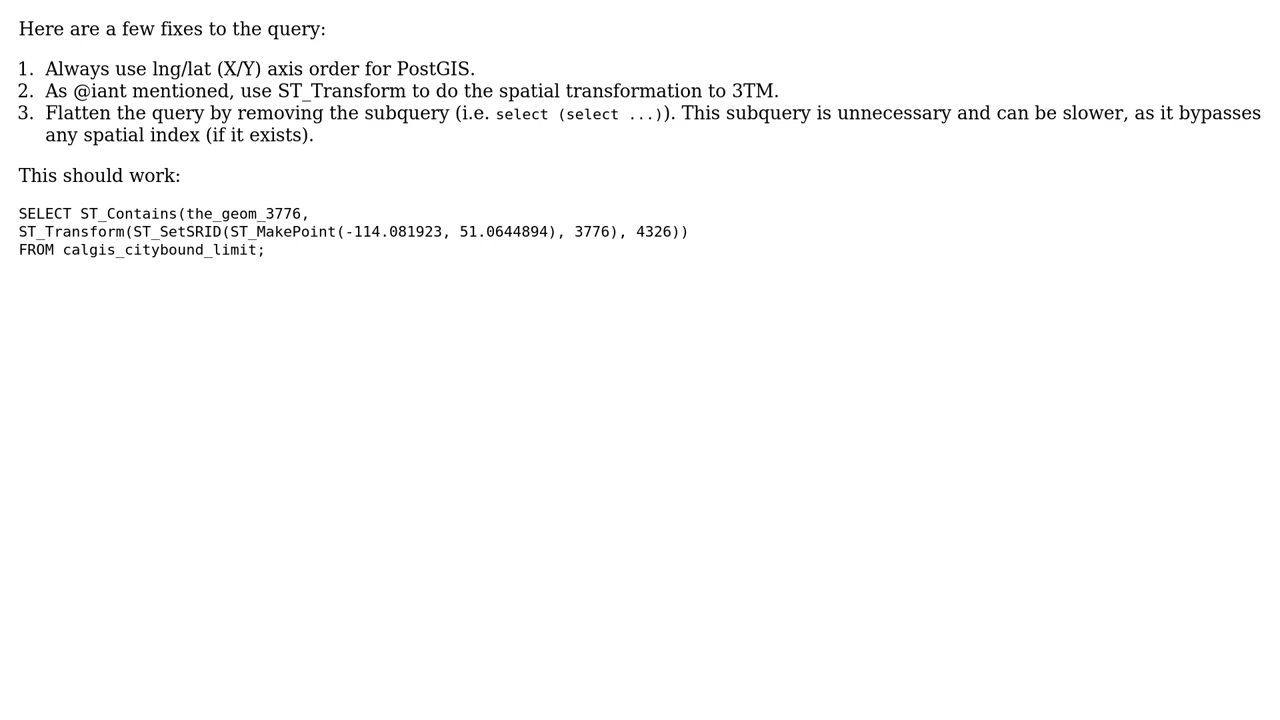 Here are a few fixes to the query:
1. Always use lng/lat (X/Y) axis order for PostGIS.
2. As @iant mentioned, use ST_Transform to do the spatial transformation to 3TM.
3. Flatten the query by removing the subquery (i.e. select (select ...)). This subquery is unnecessary and can be slower, as it bypasses
any spatial index (if it exists).
This should work:
SELECT ST_Contains(the_geom_3776,
ST_Transform(ST_SetSRID(ST_MakePoint(-114.081923, 51.0644894), 3776), 4326))
FROM calgis_citybound_limit;